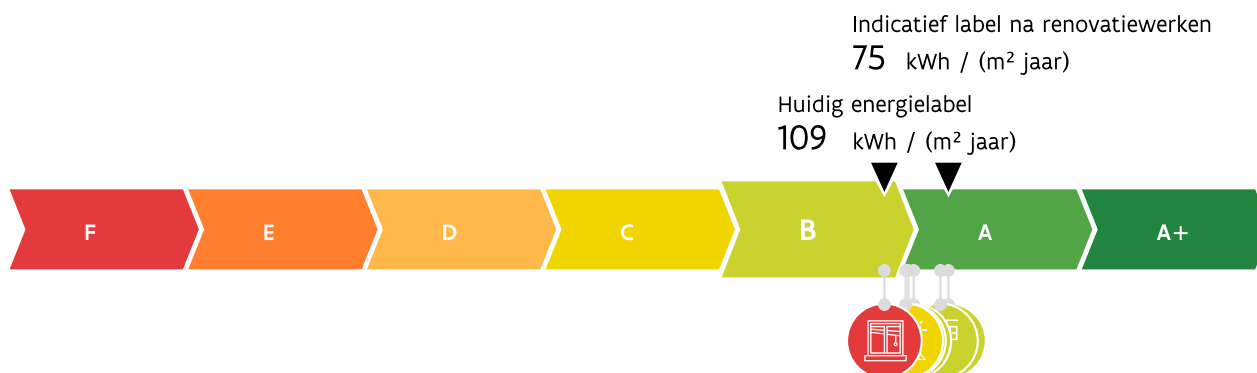 Indicatief label na renovatiewerken
75 kWh / (m² jaar)
Huidig energielabel
109 kWh / (m² jaar)
F E D C B A A+